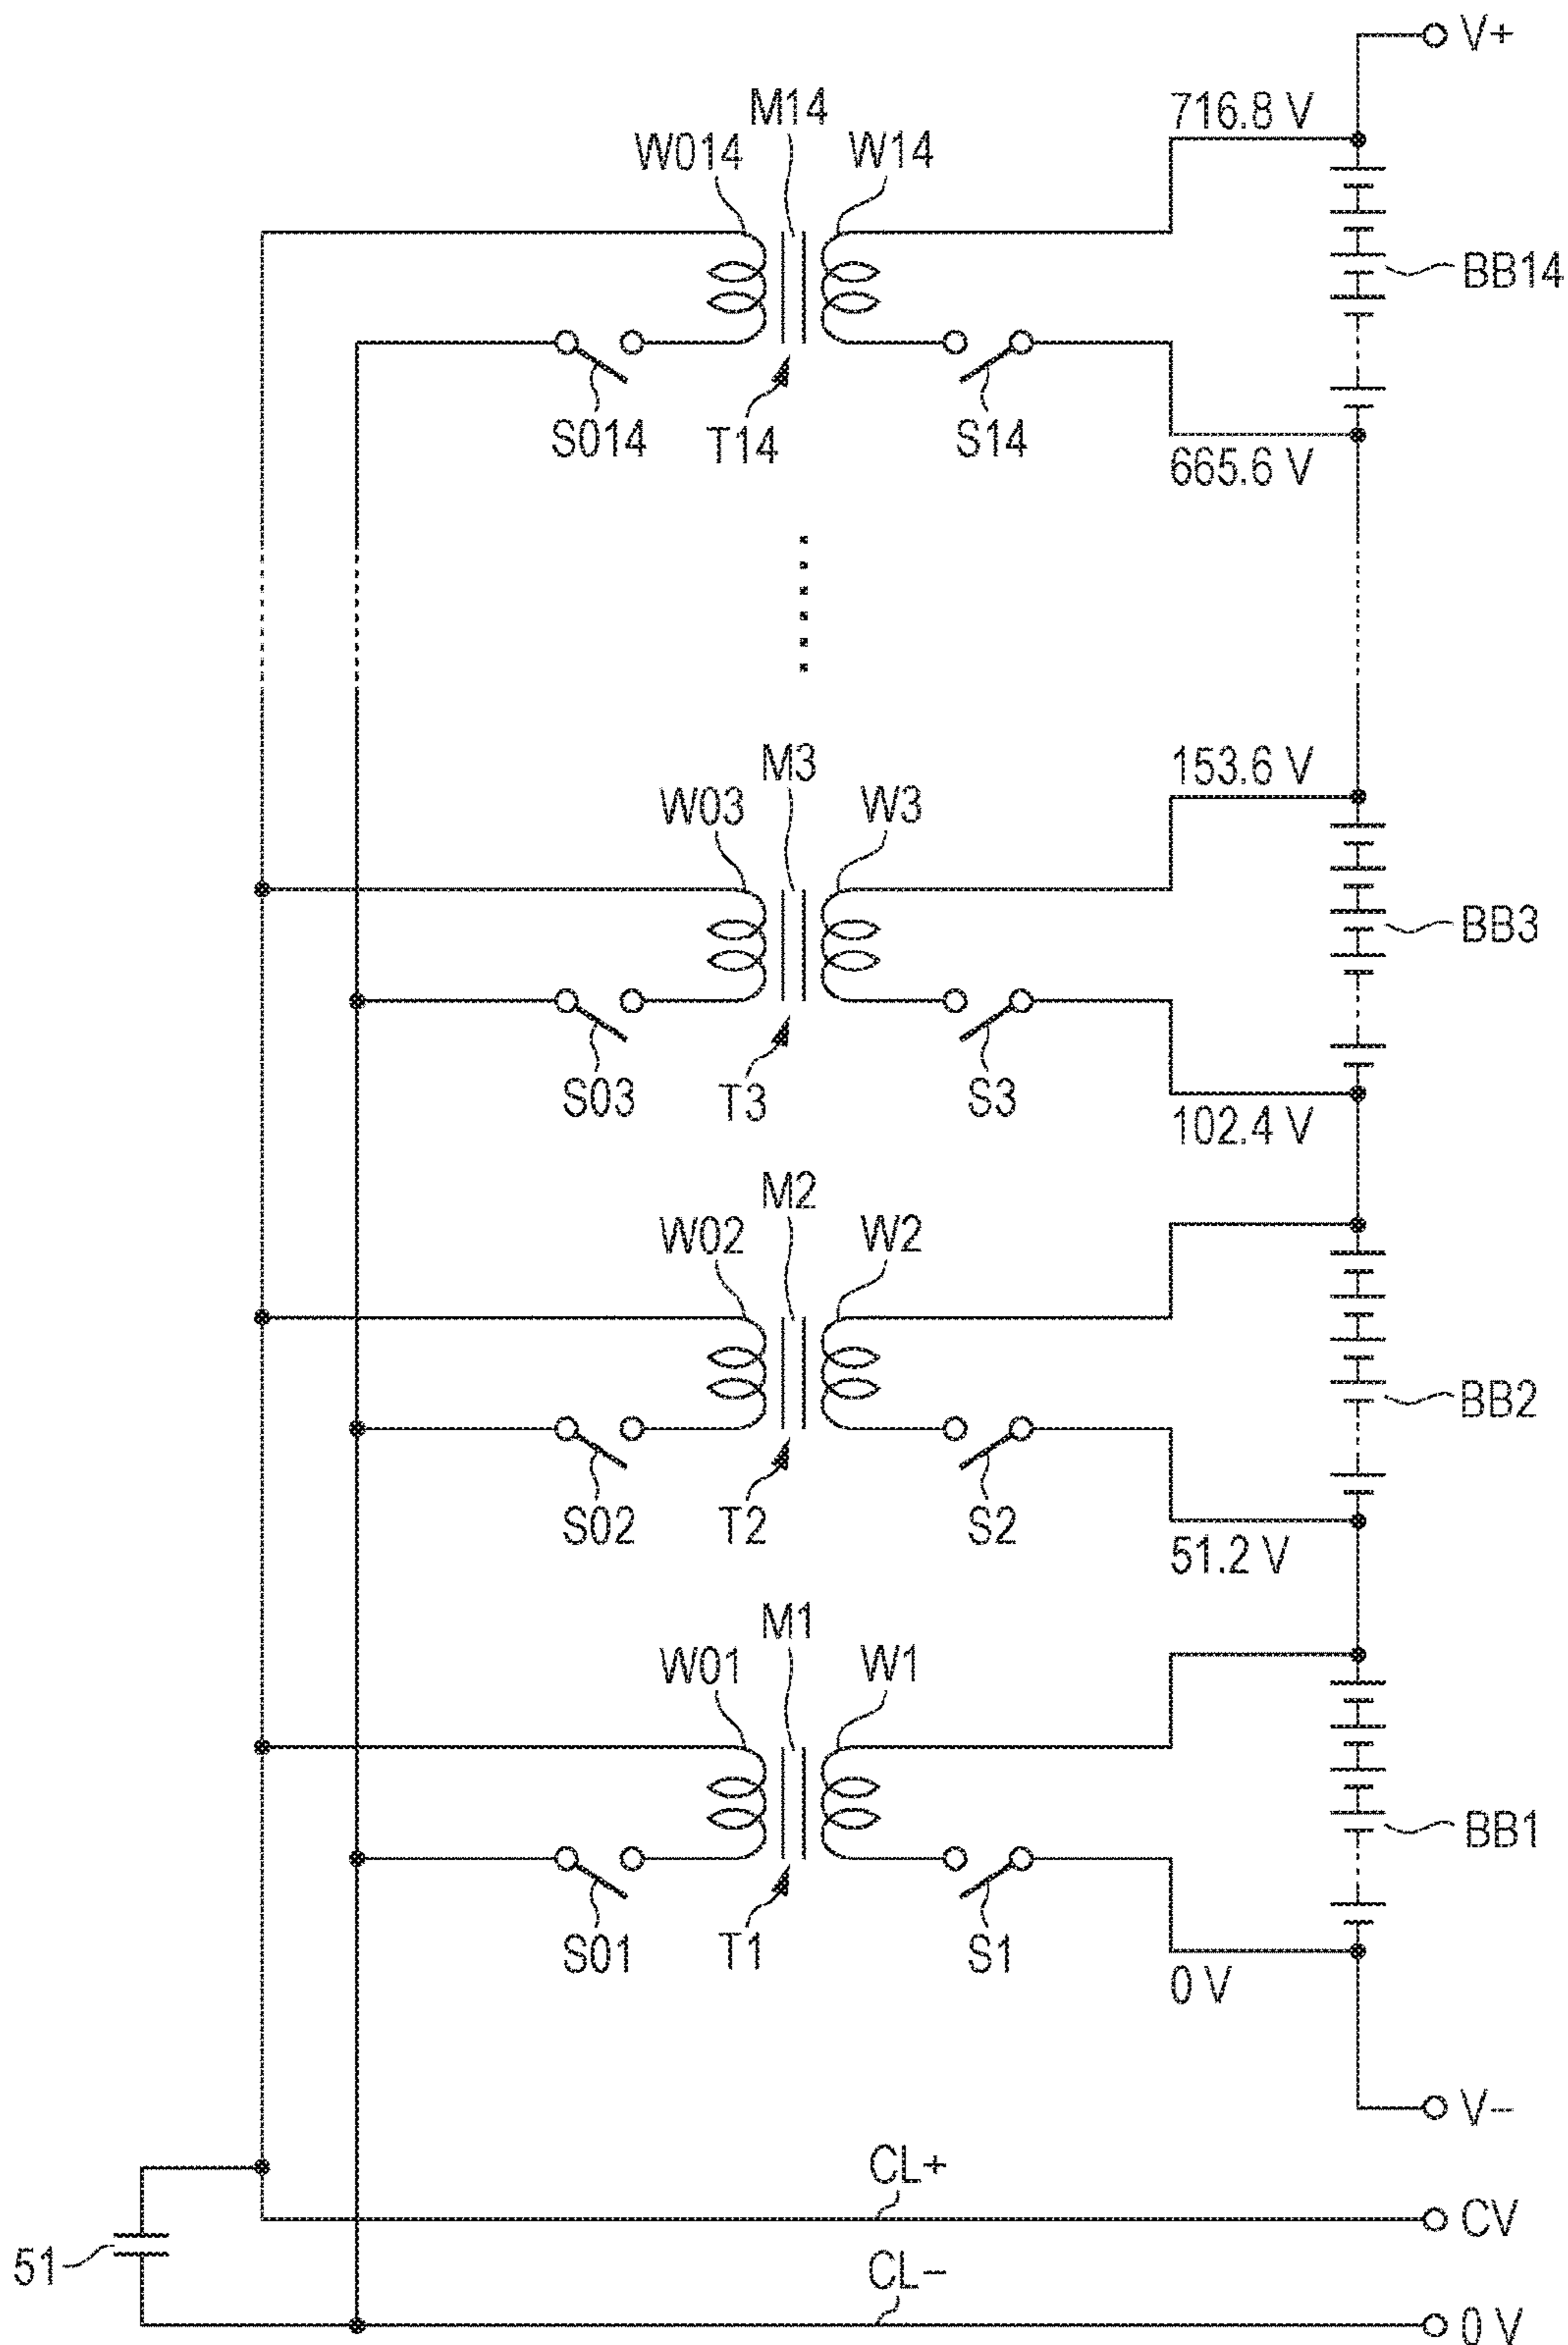 V+
716.8 V
M14
W014
W14
BB14
S014
T14
S14
665.6 V
153.6 V
M3
W03
W3
BB3
S03
T3
S3
102.4 V
M2
W02
W2
BB2
S02
T2
S2
51.2 V
M1
W01
W1
BB1
S01
T1
S1
0 V
V−
CL+
CV
51
CL−
0 V